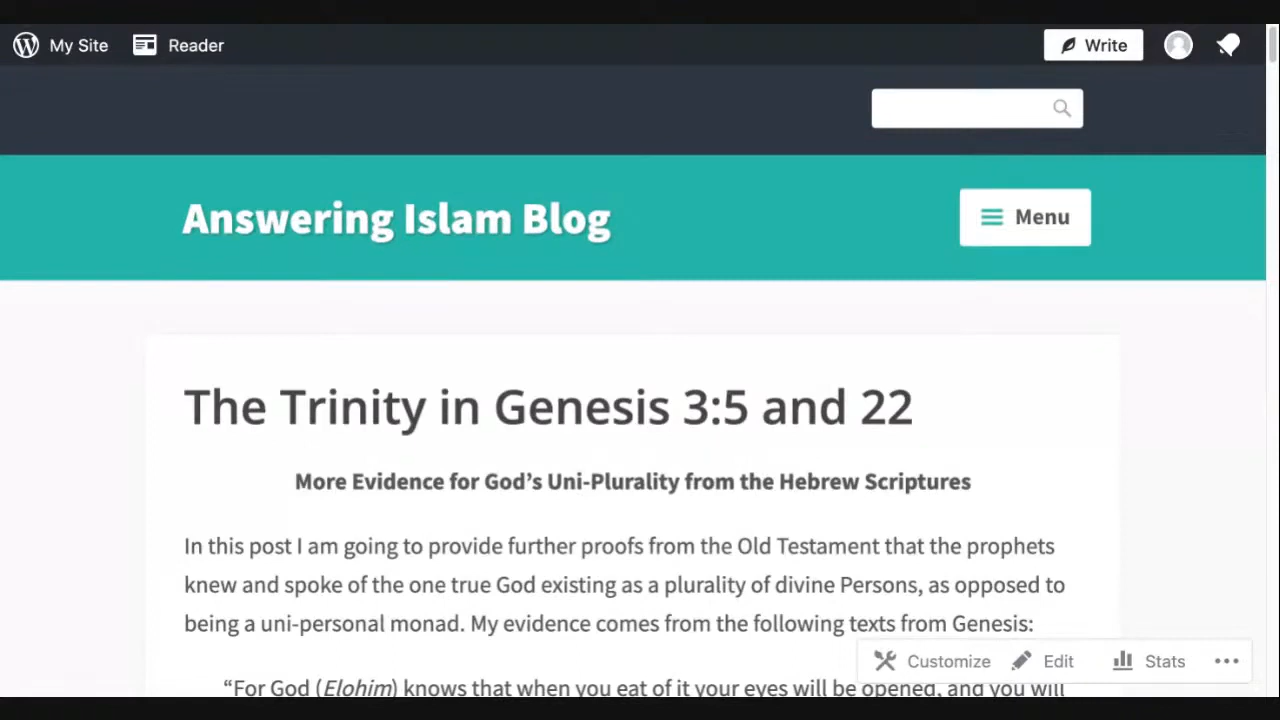 My Site Reader Write
Answering Islam Blog Menu
The Trinity in Genesis 3:5 and 22
More Evidence for God’s Uni-Plurality from the Hebrew Scriptures
In this post I am going to provide further proofs from the Old Testament that the prophets
knew and spoke of the one true God existing as a plurality of divine Persons, as opposed to
being a uni-personal monad. My evidence comes from the following texts from Genesis:
Customize Edit Stats
“For God (Elohim) knows that when you eat of it your eyes will be opened, and you will